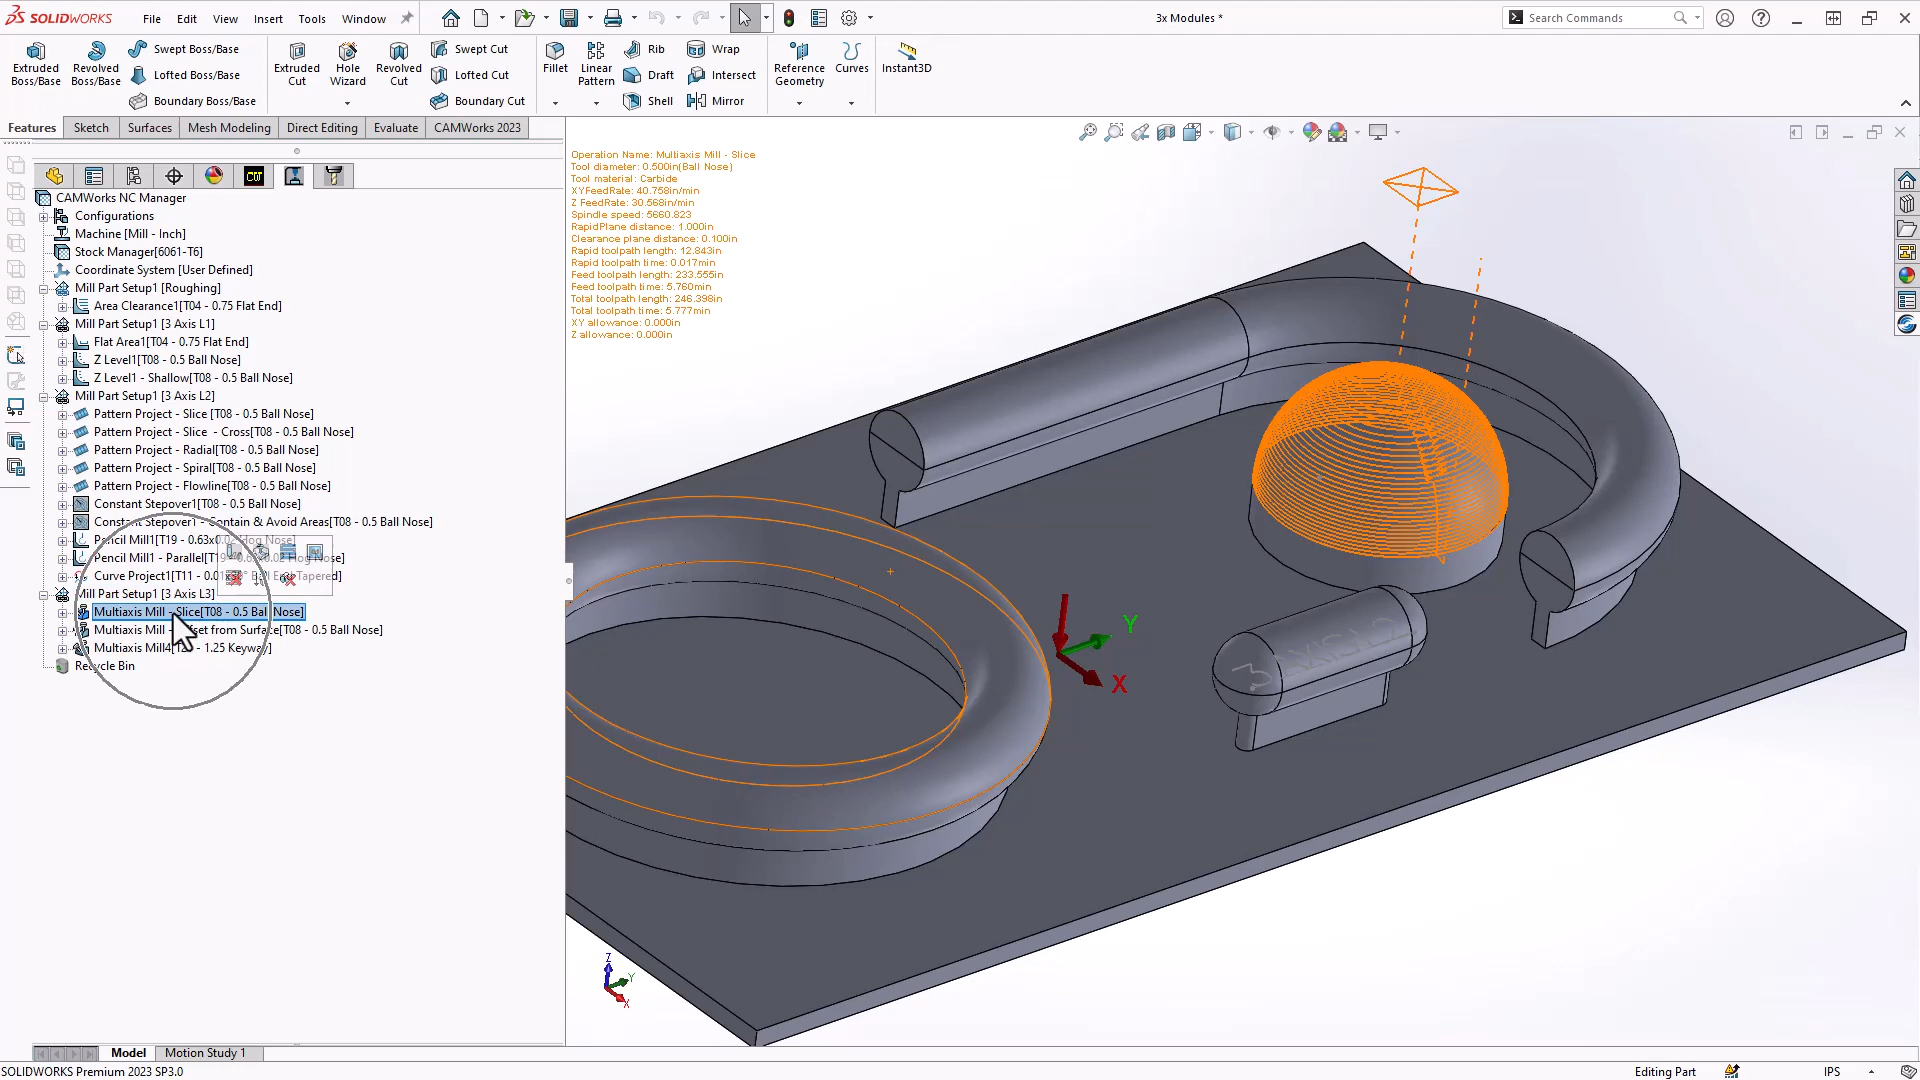 SOLIDWORKS
File Edit View Insert Tools Window
3x Modules *
Search Commands
Extruded Boss/Base
Revolved Boss/Base
Swept Boss/Base
Lofted Boss/Base
Boundary Boss/Base
Extruded Cut
Hole Wizard
Revolved Cut
Swept Cut
Lofted Cut
Boundary Cut
Fillet
Linear Pattern
Rib
Draft
Shell
Wrap
Intersect
Mirror
Reference Geometry
Curves
Instant3D
Features Sketch Surfaces Mesh Modeling Direct Editing Evaluate CAMWorks 2023
CW
CAMWorks NC Manager
Configurations
Machine [Mill - Inch]
Stock Manager[6061-T6]
Coordinate System [User Defined]
Mill Part Setup1 [Roughing]
Area Clearance1[T04 - 0.75 Flat End]
Mill Part Setup1 [3 Axis L1]
Flat Area1[T04 - 0.75 Flat End]
Z Level1[T08 - 0.5 Ball Nose]
Z Level1 - Shallow[T08 - 0.5 Ball Nose]
Mill Part Setup1 [3 Axis L2]
Pattern Project - Slice [T08 - 0.5 Ball Nose]
Pattern Project - Slice - Cross[T08 - 0.5 Ball Nose]
Pattern Project - Radial[T08 - 0.5 Ball Nose]
Pattern Project - Spiral[T08 - 0.5 Ball Nose]
Pattern Project - Flowline[T08 - 0.5 Ball Nose]
Constant Stepover1[T08 - 0.5 Ball Nose]
Constant Stepover1 - Contain & Avoid Areas[T08 - 0.5 Ball Nose]
Pencil Mill1[T19 - 0.63x0.02 Hog Nose]
Pencil Mill1 - Parallel[T19 - 0.63x0.02 Hog Nose]
Curve Project1[T11 - Ball End Tapered]
Mill Part Setup1 [3 Axis L3]
Multiaxis Mill - Slice[T08 - 0.5 Ball Nose]
Multiaxis Mill - Offset from Surface[T08 - 0.5 Ball Nose]
Multiaxis Mill4[ - 1.25 Keyway]
Recycle Bin
Operation Name: Multiaxis Mill - Slice
Tool diameter: 0.500in(Ball Nose)
Tool material: Carbide
XYFeedRate: 40.758in/min
Z FeedRate: 30.568in/min
Spindle speed: 5660.823
RapidPlane distance: 1.000in
Clearance plane distance: 0.100in
Rapid toolpath length: 12.843in
Rapid toolpath time: 0.017min
Feed toolpath length: 233.555in
Feed toolpath time: 5.760min
Total toolpath length: 246.398in
Total toolpath time: 5.777min
XY allowance: 0.000in
Z allowance: 0.000in
Y
X
Z
Y
X
Model Motion Study 1
SOLIDWORKS Premium 2023 SP3.0
Editing Part
IPS